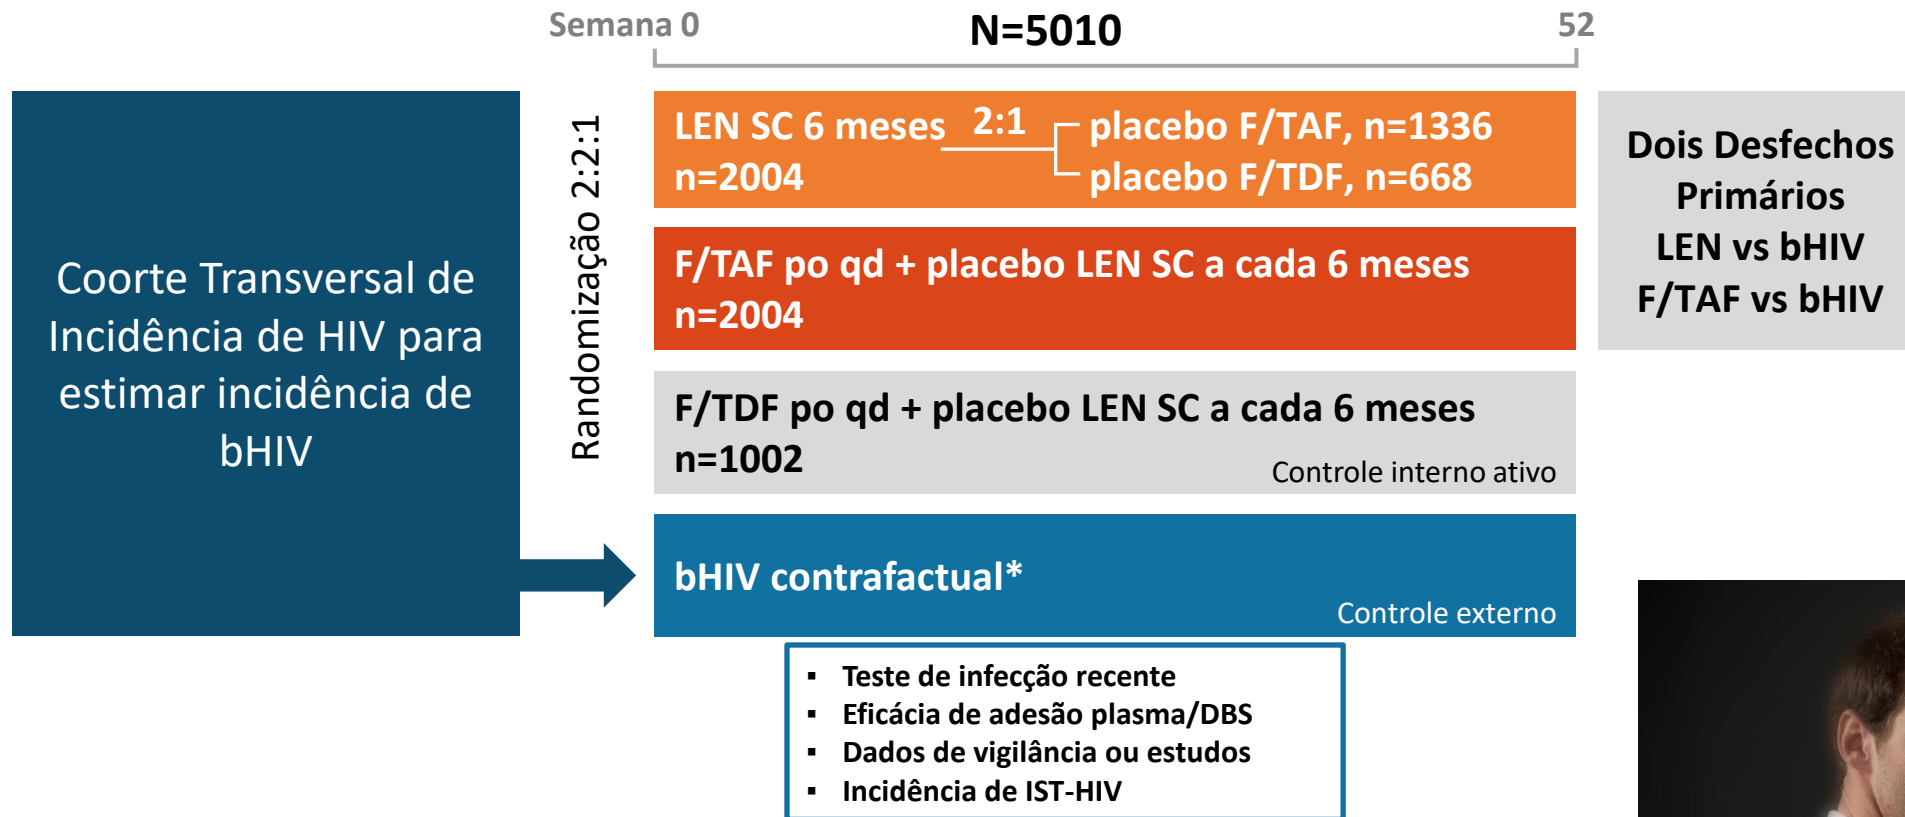 Semana 0
N=5010
52
Coorte Transversal de
Incidência de HIV para
estimar incidência de
bHIV
Randomização 2:2:1
LEN SC 6 meses 2:1 placebo F/TAF, n=1336
n=2004 placebo F/TDF, n=668
F/TAF po qd + placebo LEN SC a cada 6 meses
n=2004
F/TDF po qd + placebo LEN SC a cada 6 meses
n=1002
Controle interno ativo
bHIV contrafactual*
Controle externo
▪ Teste de infecção recente
▪ Eficácia de adesão plasma/DBS
▪ Dados de vigilância ou estudos
▪ Incidência de IST-HIV
Dois Desfechos
Primários
LEN vs bHIV
F/TAF vs bHIV